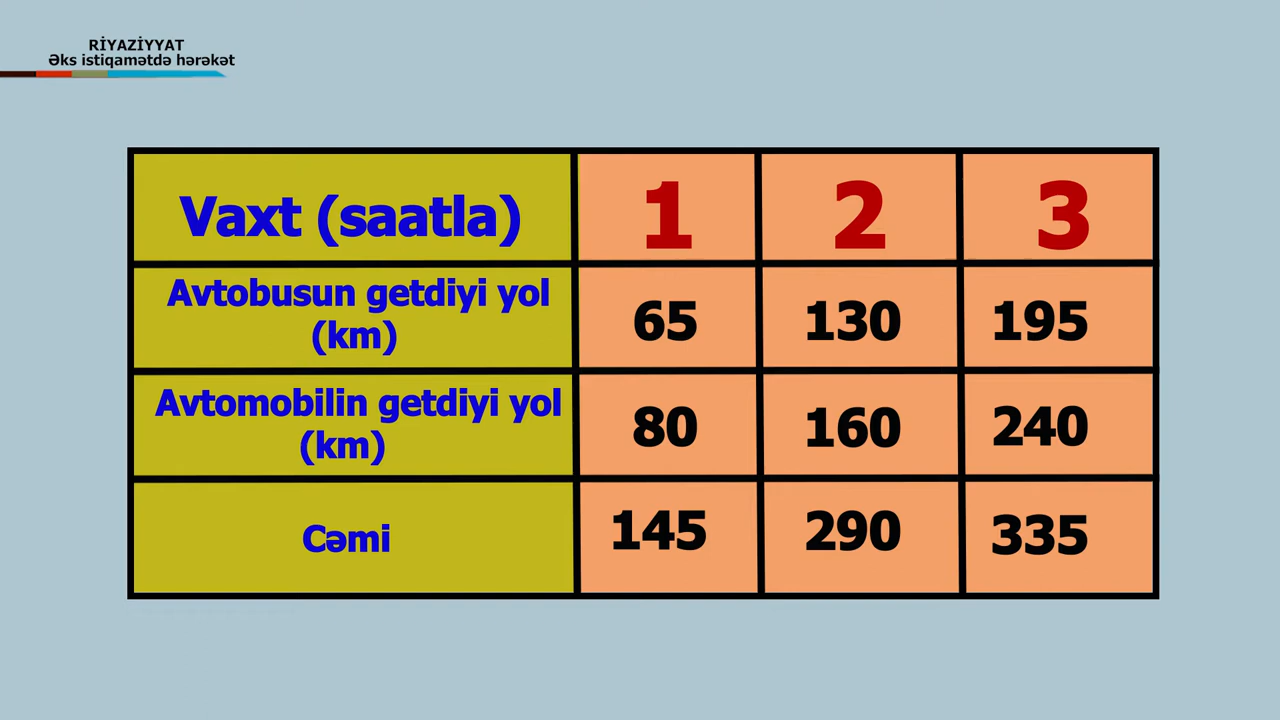 RİYAZİYYAT
Əks istiqamətdə hərəkət
Vaxt (saatla) 1 2 3
Avtobusun getdiyi yol
(km) 65 130 195
Avtomobilin getdiyi yol
(km) 80 160 240
Cəmi 145 290 335